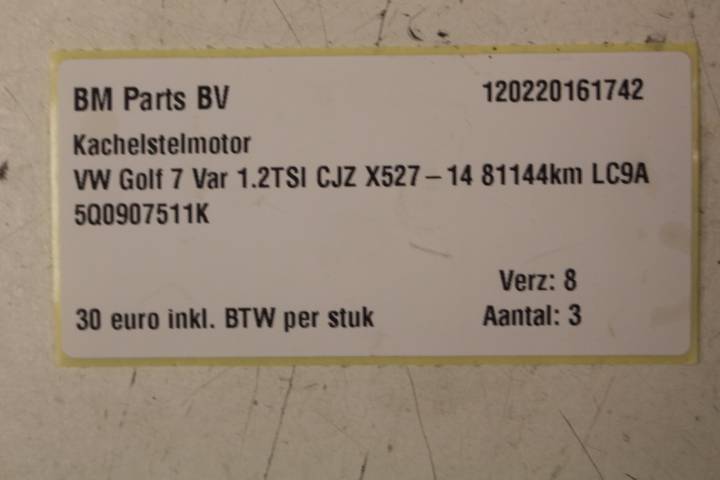 BM Parts BV 120220161742
Kachelstelmotor
VW Golf 7 Var 1.2TSI CJZ X527-14 81144km LC9A
5Q0907511K
Verz: 8
30 euro inkl. BTW per stuk Aantal: 3